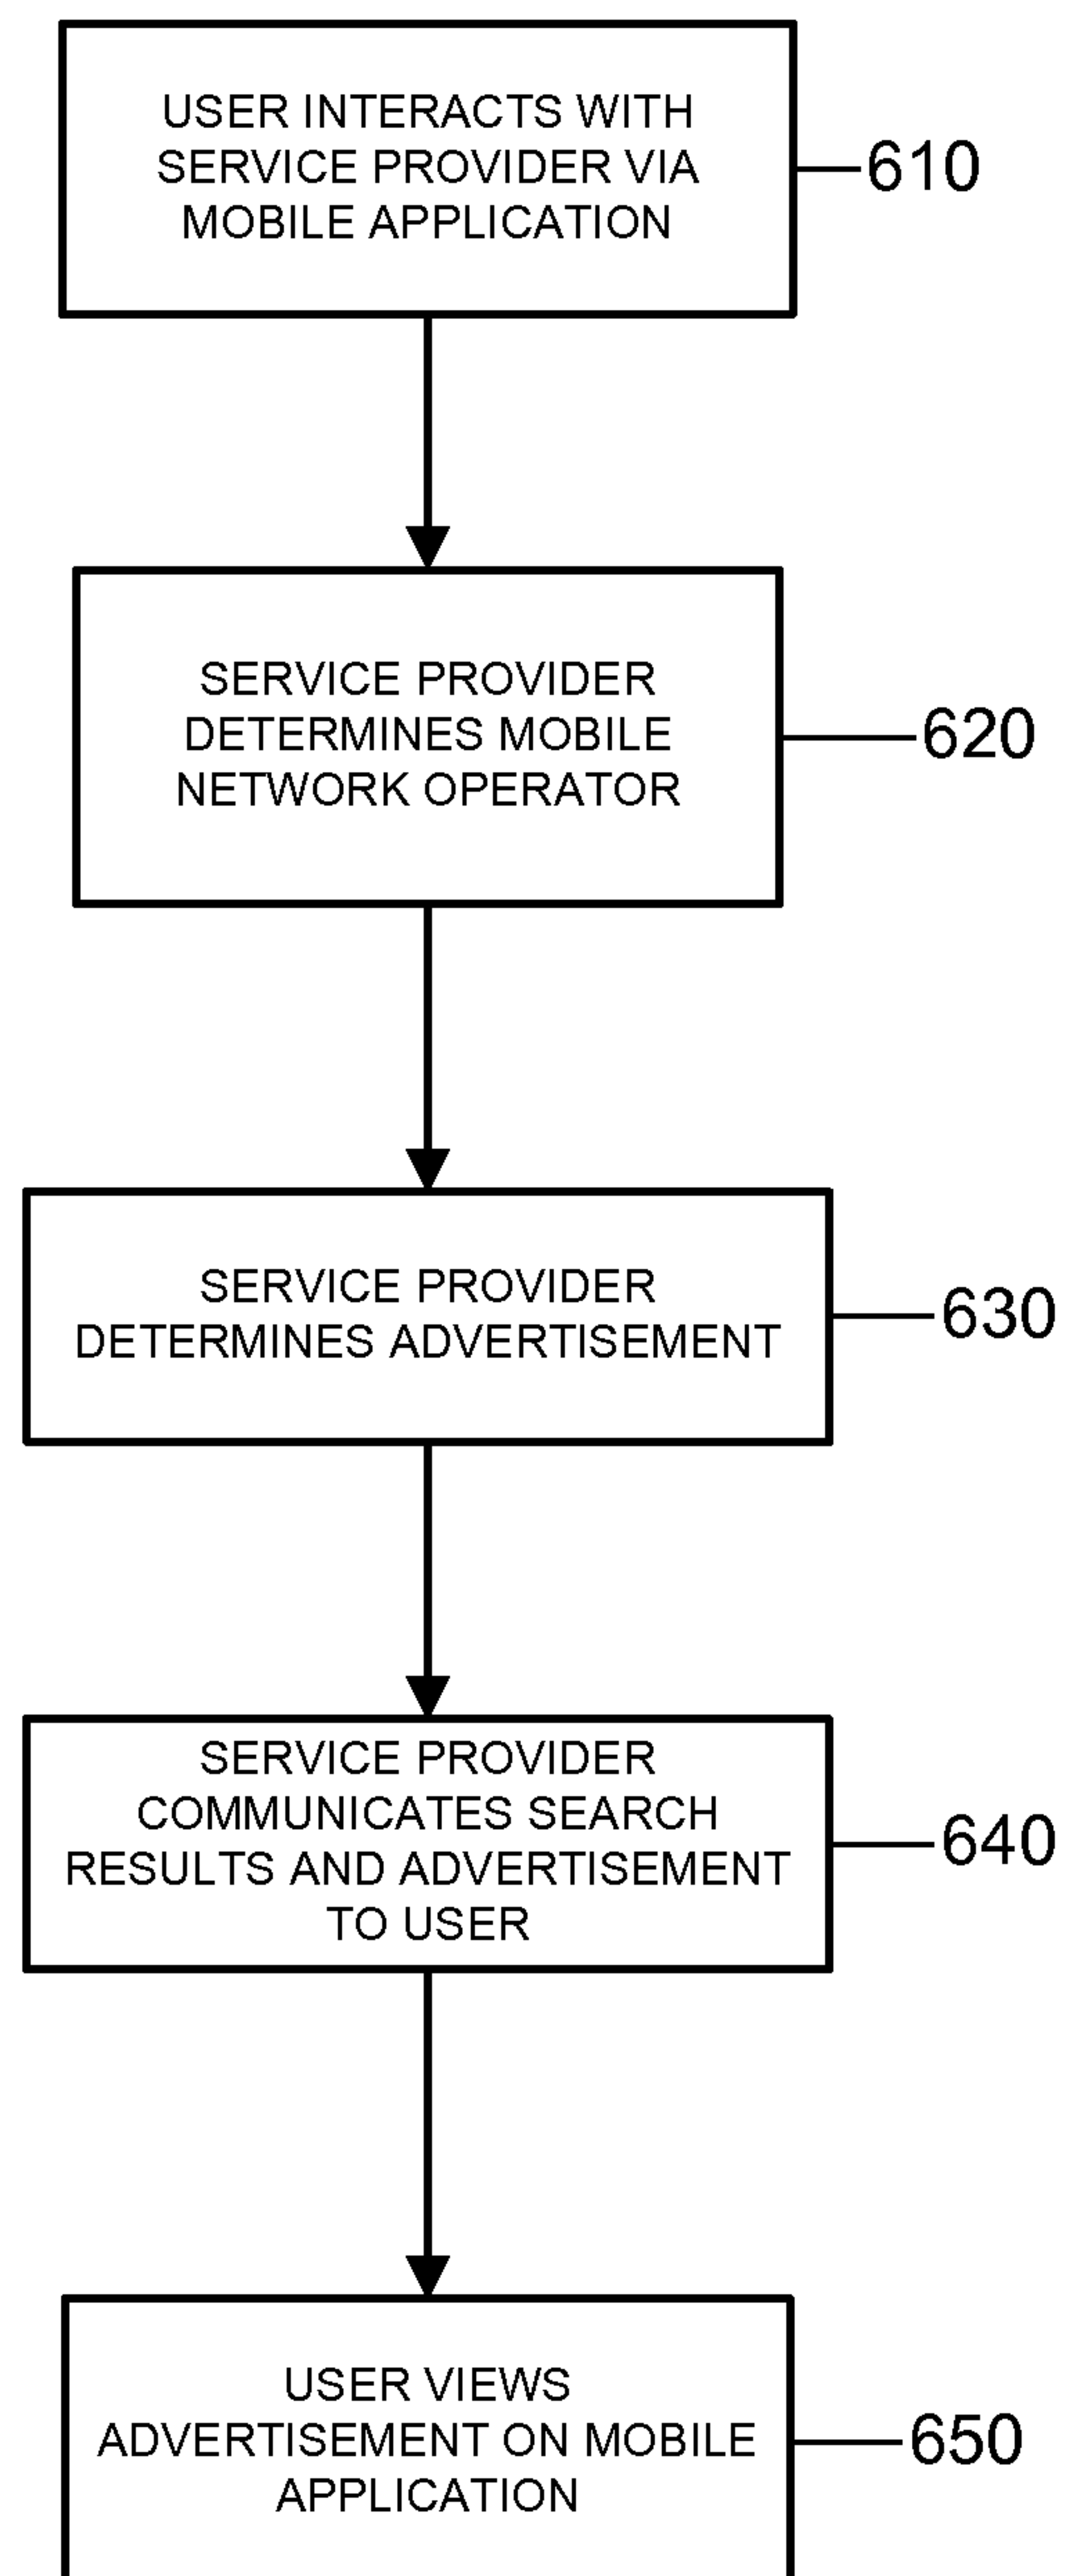 USER INTERACTS WITH
SERVICE PROVIDER VIA
MOBILE APPLICATION
610
SERVICE PROVIDER
DETERMINES MOBILE
NETWORK OPERATOR
620
SERVICE PROVIDER
DETERMINES ADVERTISEMENT
630
SERVICE PROVIDER
COMMUNICATES SEARCH
RESULTS AND ADVERTISEMENT
TO USER
640
USER VIEWS
ADVERTISEMENT ON MOBILE
APPLICATION
650